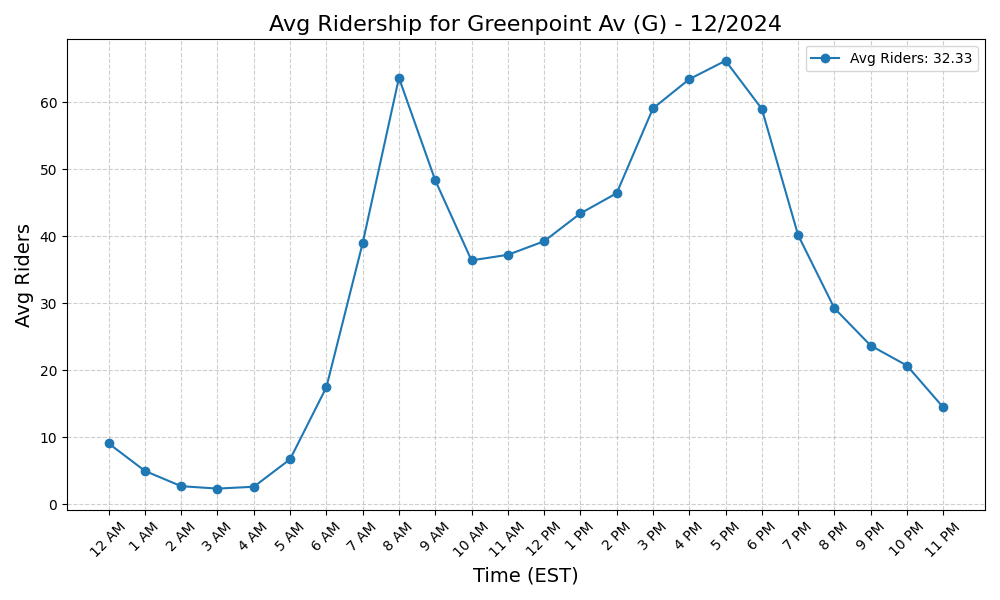 Avg Ridership for Greenpoint Av (G) - 12/2024
Avg Riders: 32.33
Avg Riders
60
50
40
30
20
10
0
12 AM
1 AM
2 AM
3 AM
4 AM
5 AM
6 AM
7 AM
8 AM
9 AM
10 AM
11 AM
12 PM
1 PM
2 PM
3 PM
4 PM
5 PM
6 PM
7 PM
8 PM
9 PM
10 PM
11 PM
Time (EST)